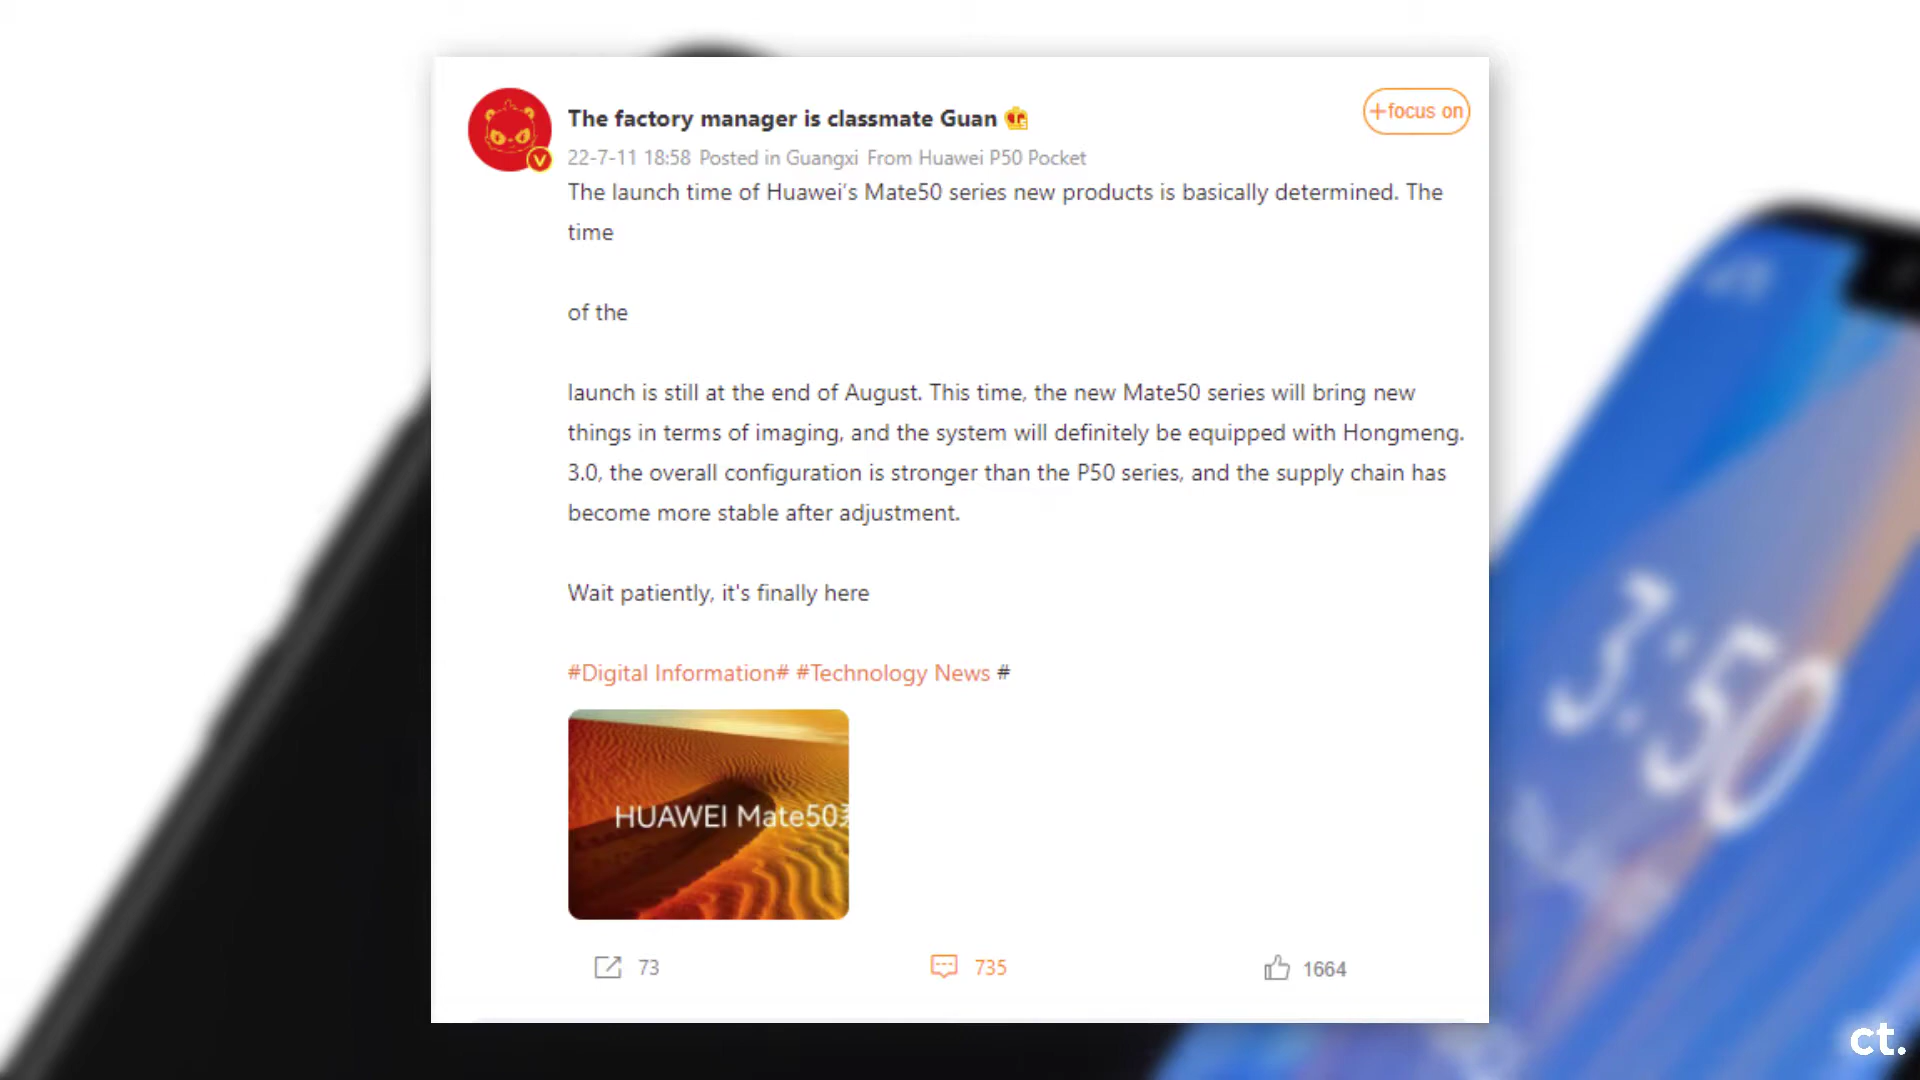 The factory manager is classmate Guan
+focus on
22-7-11 18:58 Posted in Guangxi From Huawei P50 Pocket
The launch time of Huawei's Mate50 series new products is basically determined. The
time
of the
launch is still at the end of August. This time, the new Mate50 series will bring new
things in terms of imaging, and the system will definitely be equipped with Hongmeng.
3.0, the overall configuration is stronger than the P50 series, and the supply chain has
become more stable after adjustment.
Wait patiently, it's finally here
#Digital Information# #Technology News #
HUAWEI Mate50
73
735
1664
3:50
ct.